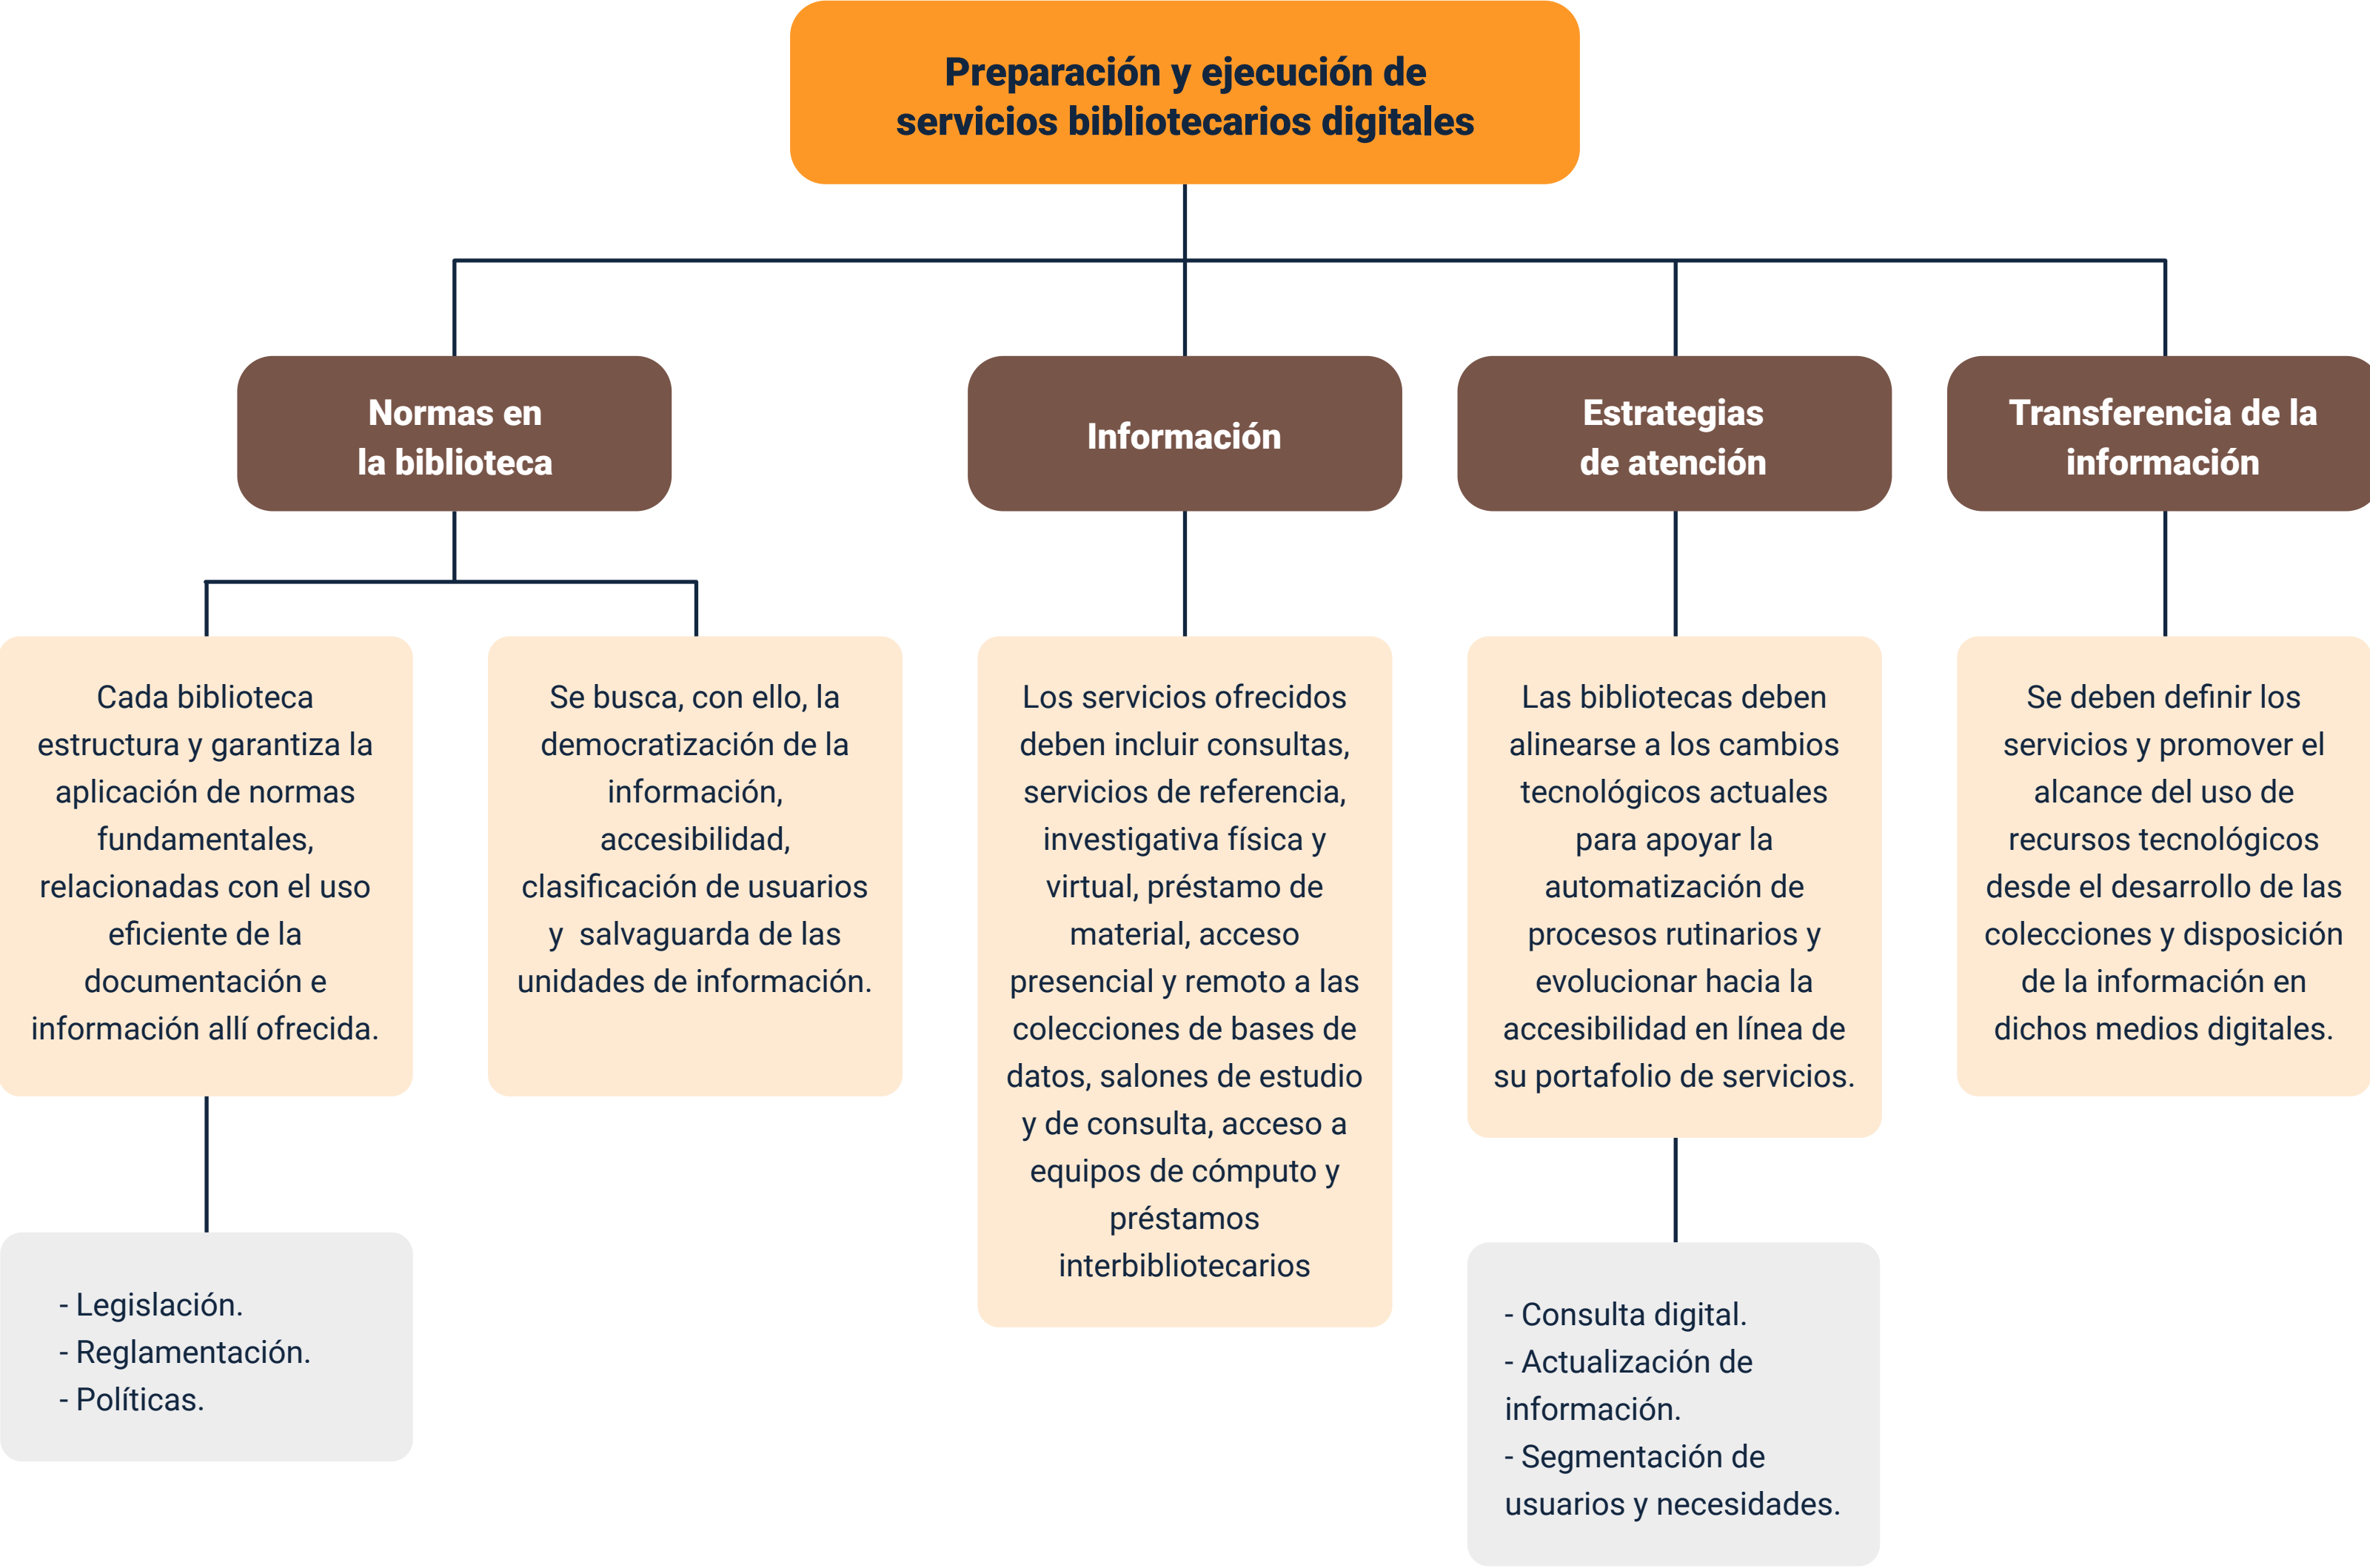 Preparación y ejecución de
servicios bibliotecarios digitales
Normas en
la biblioteca
Información
Estrategias
de atención
Transferencia de la
información
Cada biblioteca
estructura y garantiza la
aplicación de normas
fundamentales,
relacionadas con el uso
eficiente de la
documentación e
información allí ofrecida.
Se busca, con ello, la
democratización de la
información,
accesibilidad,
clasificación de usuarios
y  salvaguarda de las
unidades de información.
Los servicios ofrecidos
deben incluir consultas,
servicios de referencia,
investigativa física y
virtual, préstamo de
material, acceso
presencial y remoto a las
colecciones de bases de
datos, salones de estudio
y de consulta, acceso a
equipos de cómputo y
préstamos
interbibliotecarios
Las bibliotecas deben
alinearse a los cambios
tecnológicos actuales
para apoyar la
automatización de
procesos rutinarios y
evolucionar hacia la
accesibilidad en línea de
su portafolio de servicios.
Se deben definir los
servicios y promover el
alcance del uso de
recursos tecnológicos
desde el desarrollo de las
colecciones y disposición
de la información en
dichos medios digitales.
- Legislación.
- Reglamentación.
- Políticas.
- Consulta digital.
- Actualización de
información.
- Segmentación de
usuarios y necesidades.